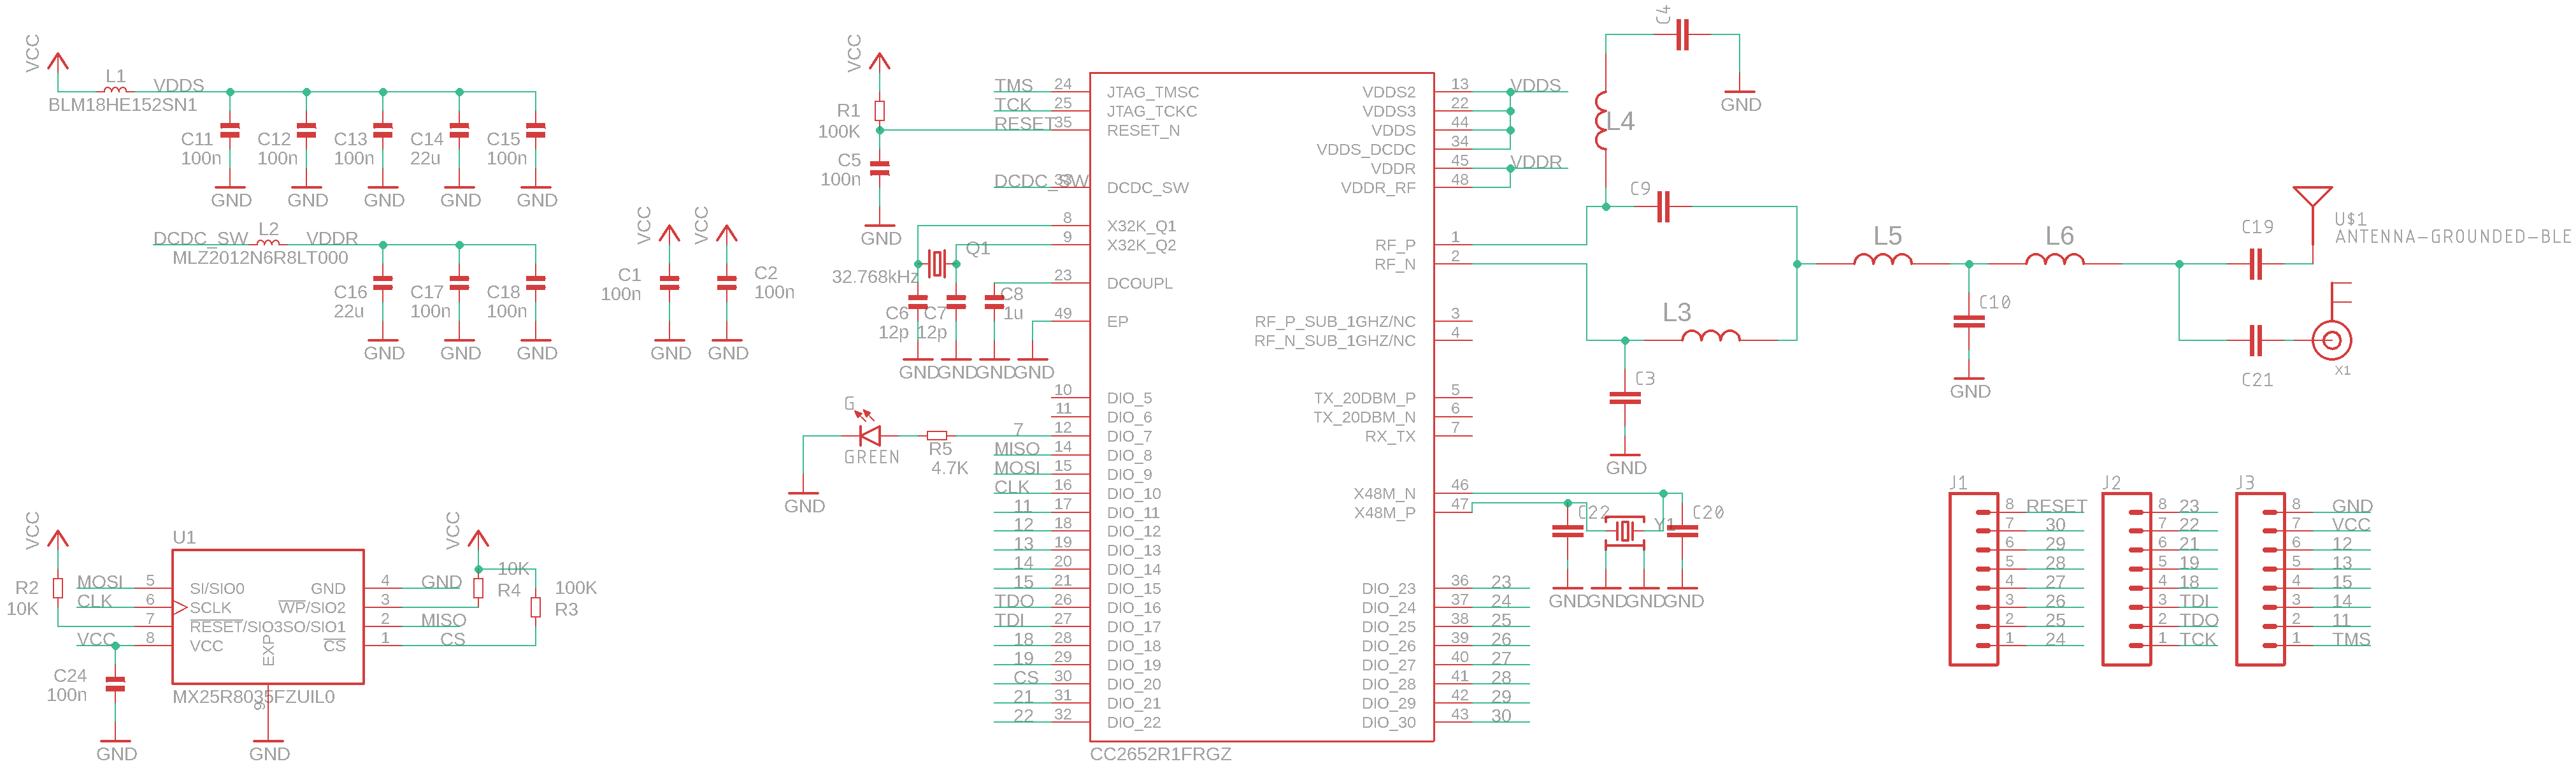 VCC
L1
VDDS
BLM18HE152SN1
C11
100n
C12
100n
C13
100n
C14
22u
C15
100n
GND
GND
GND
GND
GND
DCDC_SW
L2
VDDR
MLZ2012N6R8LT000
C16
22u
C17
100n
C18
100n
GND
GND
GND
VCC
VCC
C1
100n
C2
100n
GND
GND
VCC
R1
100K
C5
100n
GND
TMS
TCK
RESET
DCDC_SW
24
25
35
33
8
9
23
49
Q1
32.768kHz
C6
12p
C7
12p
C8
1u
GND
GND
GND
GND
G
GREEN
R5
4.7K
GND
7 10
11
12
MISO 14
MOSI 15
CLK 16
11 17
12 18
13 19
14 20
15 21
TDO 26
TDI 27
18 28
19 29
CS 30
21 31
22 32
JTAG_TMSC
JTAG_TCKC
RESET_N
DCDC_SW
X32K_Q1
X32K_Q2
DCOUPL
EP
DIO_5
DIO_6
DIO_7
DIO_8
DIO_9
DIO_10
DIO_11
DIO_12
DIO_13
DIO_14
DIO_15
DIO_16
DIO_17
DIO_18
DIO_19
DIO_20
DIO_21
DIO_22
CC2652R1FRGZ
VDDS2 13 VDDS
VDDS3 22
VDDS 44
VDDS_DCDC 34
VDDR 45 VDDR
VDDR_RF 48
RF_P 1
RF_N 2
RF_P_SUB_1GHZ/NC 3
RF_N_SUB_1GHZ/NC 4
TX_20DBM_P 5
TX_20DBM_N 6
RX_TX 7
X48M_N 46
X48M_P 47
DIO_23 36 23
DIO_24 37 24
DIO_25 38 25
DIO_26 39 26
DIO_27 40 27
DIO_28 41 28
DIO_29 42 29
DIO_30 43 30
C4
GND
L4
C9
L3
C3
GND
C22
Y1
C20
GND
GND
GND
GND
L5
L6
C10
GND
C19
C21
U$1
ANTENNA-GROUNDED-BLE
X1
J1
8 RESET
7 30
6 29
5 28
4 27
3 26
2 25
1 24
J2
8 23
7 22
6 21
5 19
4 18
3 TDI
2 TDO
1 TCK
J3
8 GND
7 VCC
6 12
5 13
4 15
3 14
2 11
1 TMS
VCC
R2
10K
MOSI 5
CLK 6
7
VCC 8
C24
100n
GND
U1
SI/SIO0
SCLK
RESET/SIO3
VCC
EXP
9
GND
WP/SIO2
SO/SIO1
CS
MX25R8035FZUIL0
GND
4 GND
3
2 MISO
1 CS
VCC
10K
R4
100K
R3